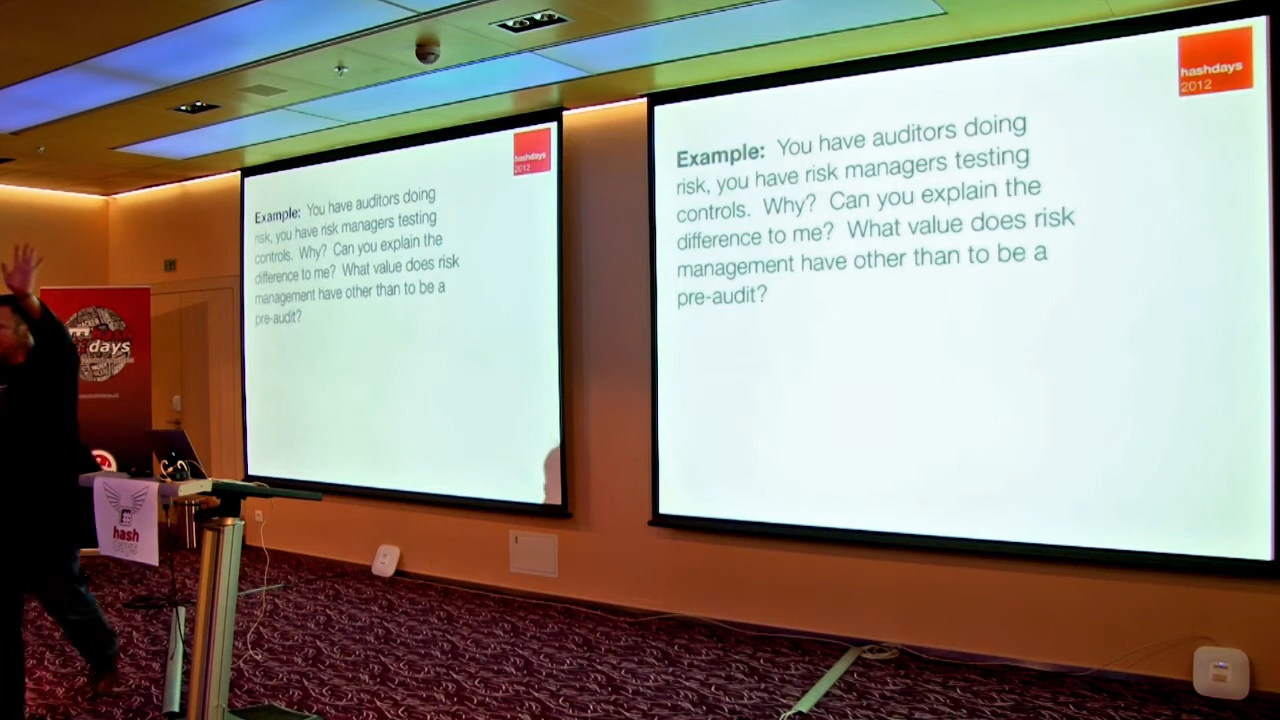 hashdays
2012
Example: You have auditors doing
risk, you have risk managers testing
controls. Why? Can you explain the
difference to me? What value does risk
management have other than to be a
pre-audit?
hashdays
2012
Example: You have auditors doing
risk, you have risk managers testing
controls. Why? Can you explain the
difference to me? What value does risk
management have other than to be a
pre-audit?
days
hash